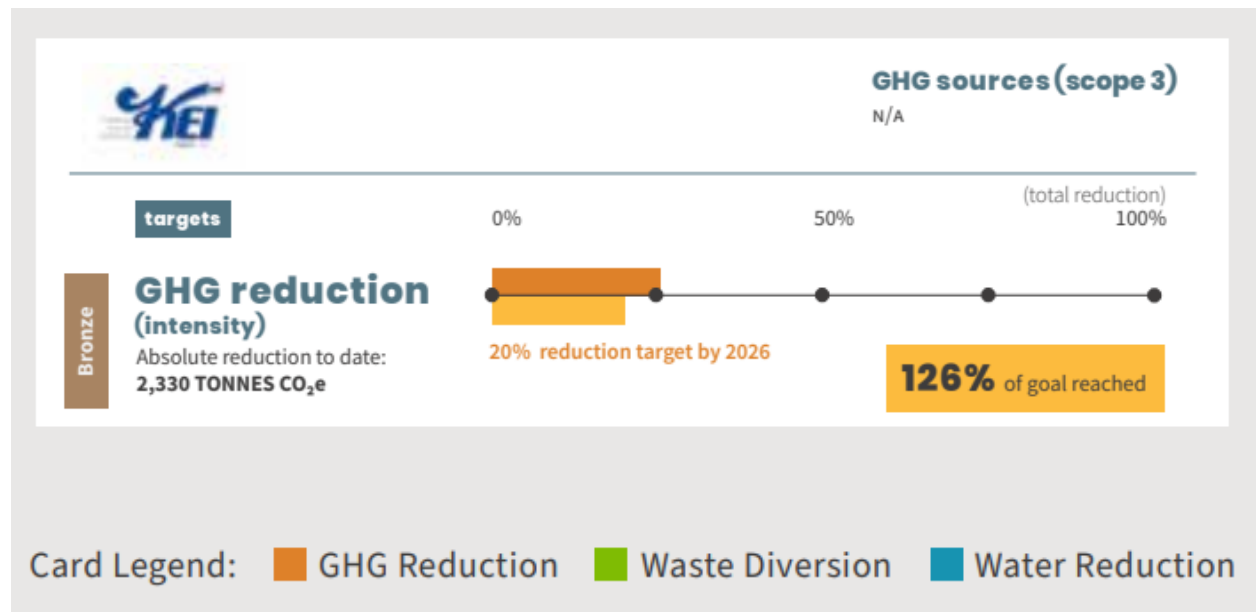 KEI
GHG sources (scope 3)
N/A
targets
0%
50%
(total reduction)
100%
Bronze
GHG reduction
(intensity)
Absolute reduction to date:
2,330 TONNES CO₂e
20% reduction target by 2026
126% of goal reached
Card Legend: GHG Reduction Waste Diversion Water Reduction